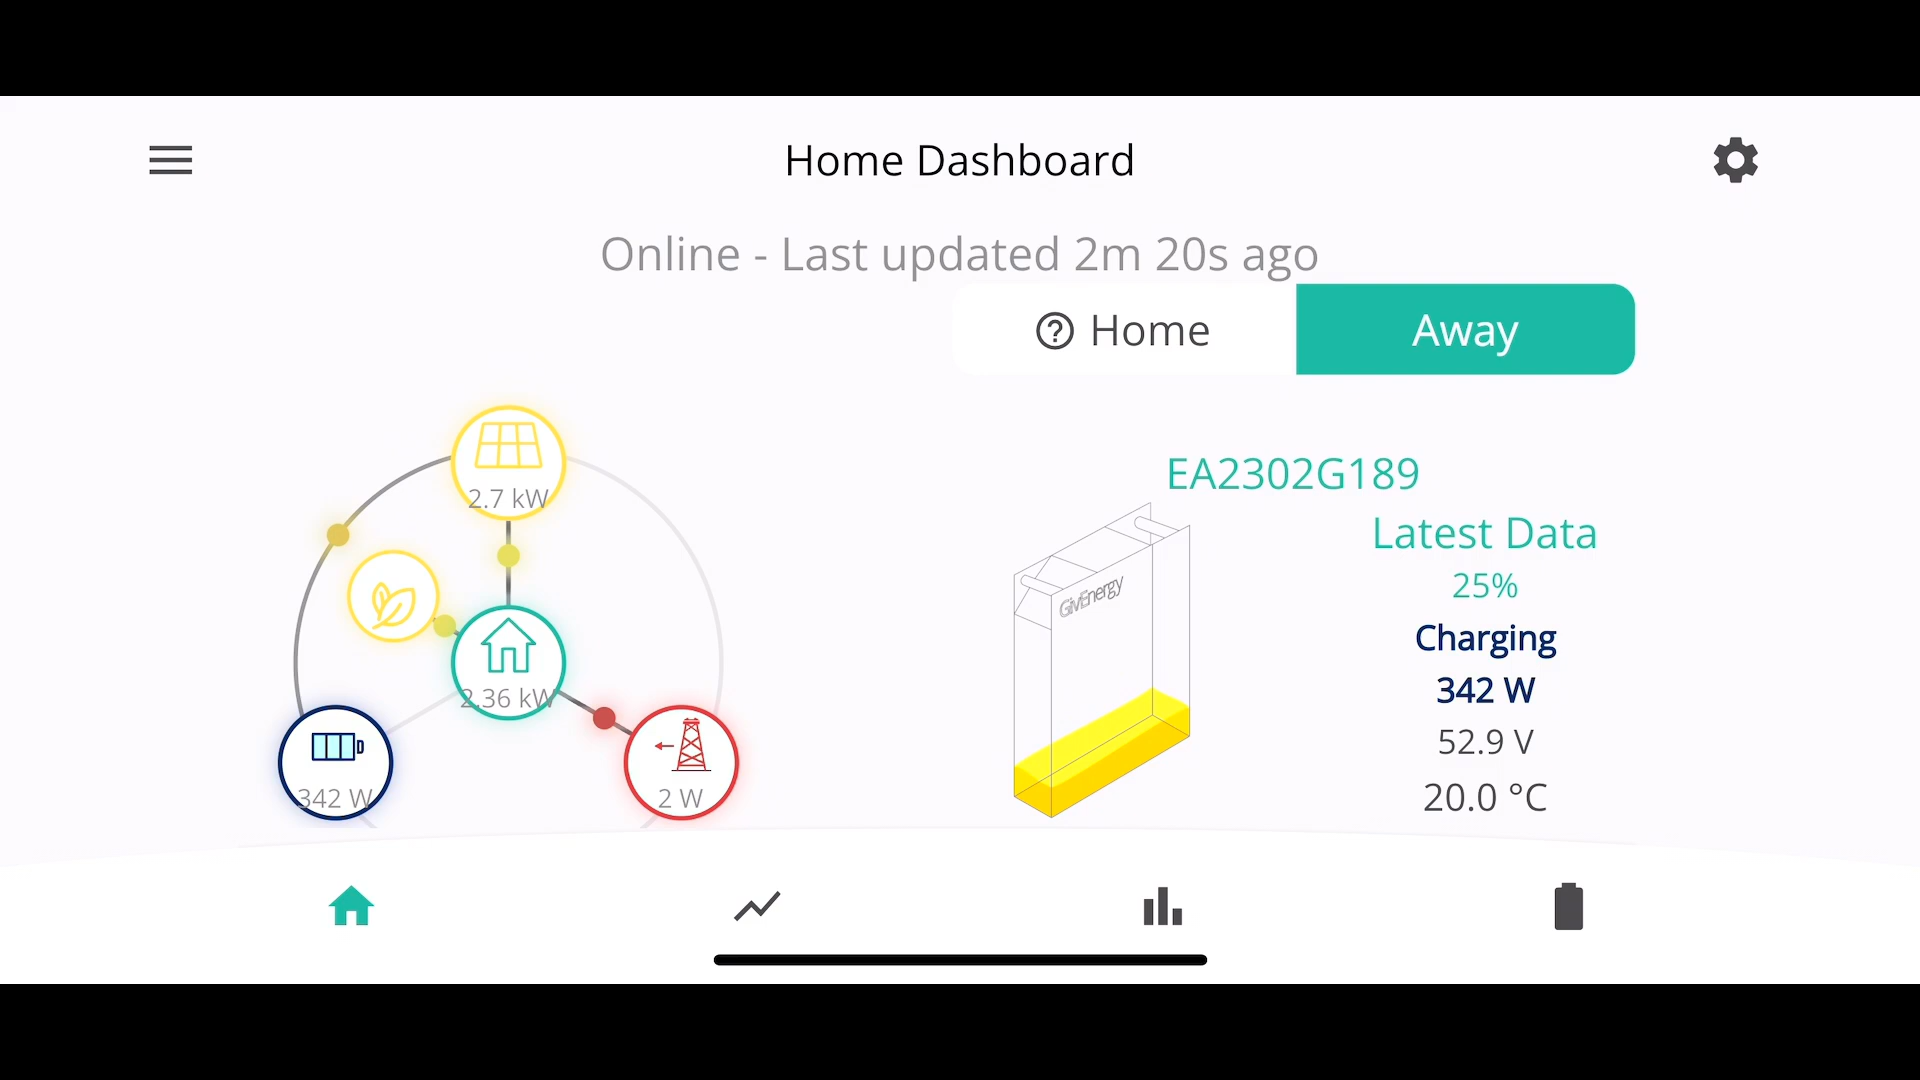 Home Dashboard
Online - Last updated 2m 20s ago
Home
Away
2.7 kW
2.36 kW
342 W
2 W
EA2302G189
GivEnergy
Latest Data
25%
Charging
342 W
52.9 V
20.0 °C